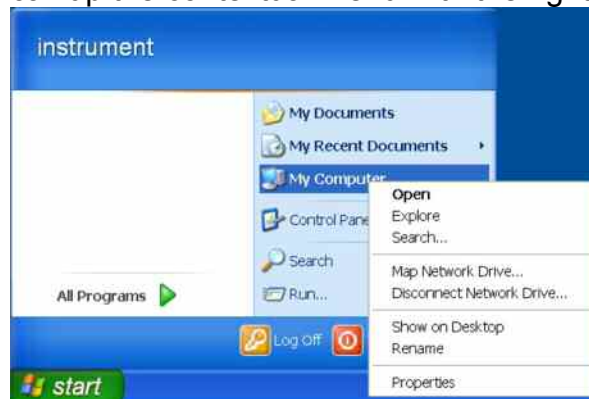 instrument
My Documents
My Recent Documents
My Computer
Control Pane
Search
Run...
All Programs
Log Off
start
Open
Explore
Search...
Map Network Drive...
Disconnect Network Drive...
Show on Desktop
Rename
Properties